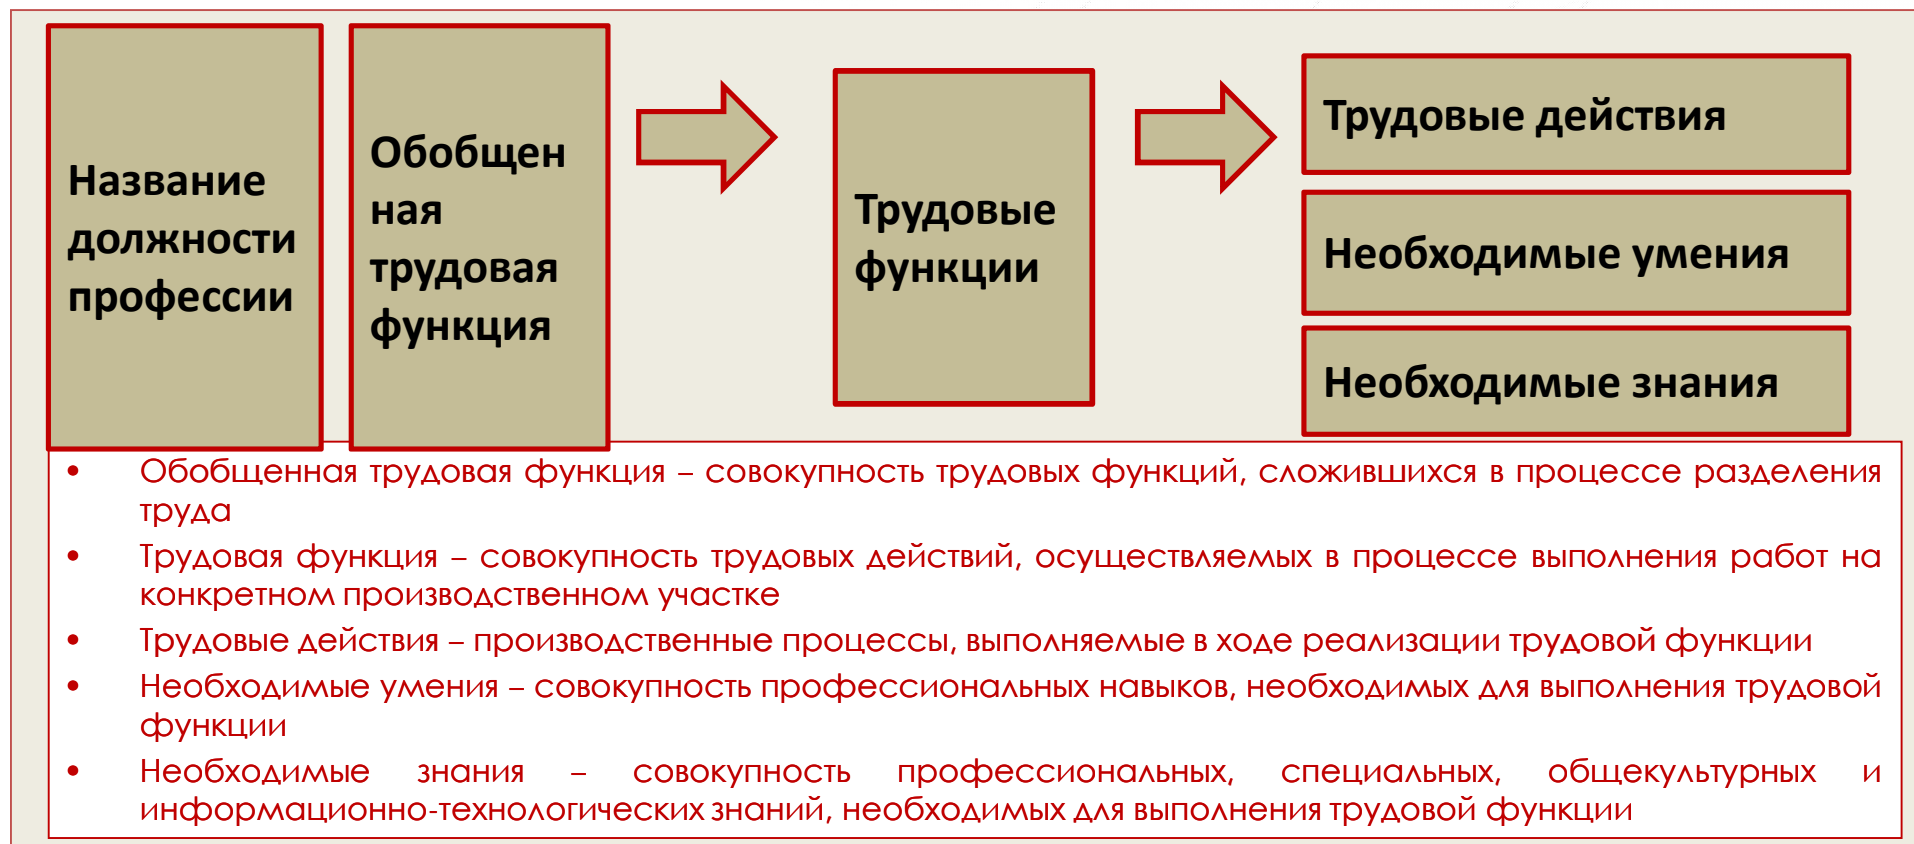 Название
должности
профессии
Обобщен
ная
трудовая
функция
Трудовые
функции
Трудовые действия
Необходимые умения
Необходимые знания
• Обобщенная трудовая функция – совокупность трудовых функций, сложившихся в процессе разделения
труда
• Трудовая функция – совокупность трудовых действий, осуществляемых в процессе выполнения работ на
конкретном производственном участке
• Трудовые действия – производственные процессы, выполняемые в ходе реализации трудовой функции
• Необходимые умения – совокупность профессиональных навыков, необходимых для выполнения трудовой
функции
• Необходимые знания – совокупность профессиональных, специальных, общекультурных и
информационно-технологических знаний, необходимых для выполнения трудовой функции